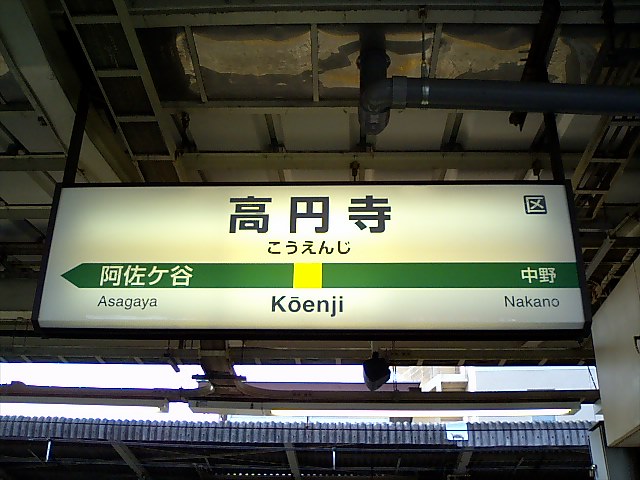 高円寺
区
こうえんじ
阿佐ケ谷 中野
Asagaya Kōenji Nakano